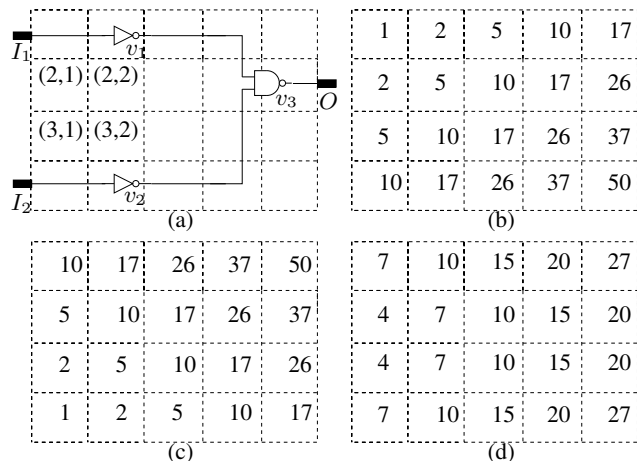 I₁ v₁
(2,1) (2,2)
v₃ O
(3,1) (3,2)
I₂ v₂
(a)
1 2 5 10 17
2 5 10 17 26
5 10 17 26 37
10 17 26 37 50
(b)
10 17 26 37 50
5 10 17 26 37
2 5 10 17 26
1 2 5 10 17
(c)
7 10 15 20 27
4 7 10 15 20
4 7 10 15 20
7 10 15 20 27
(d)